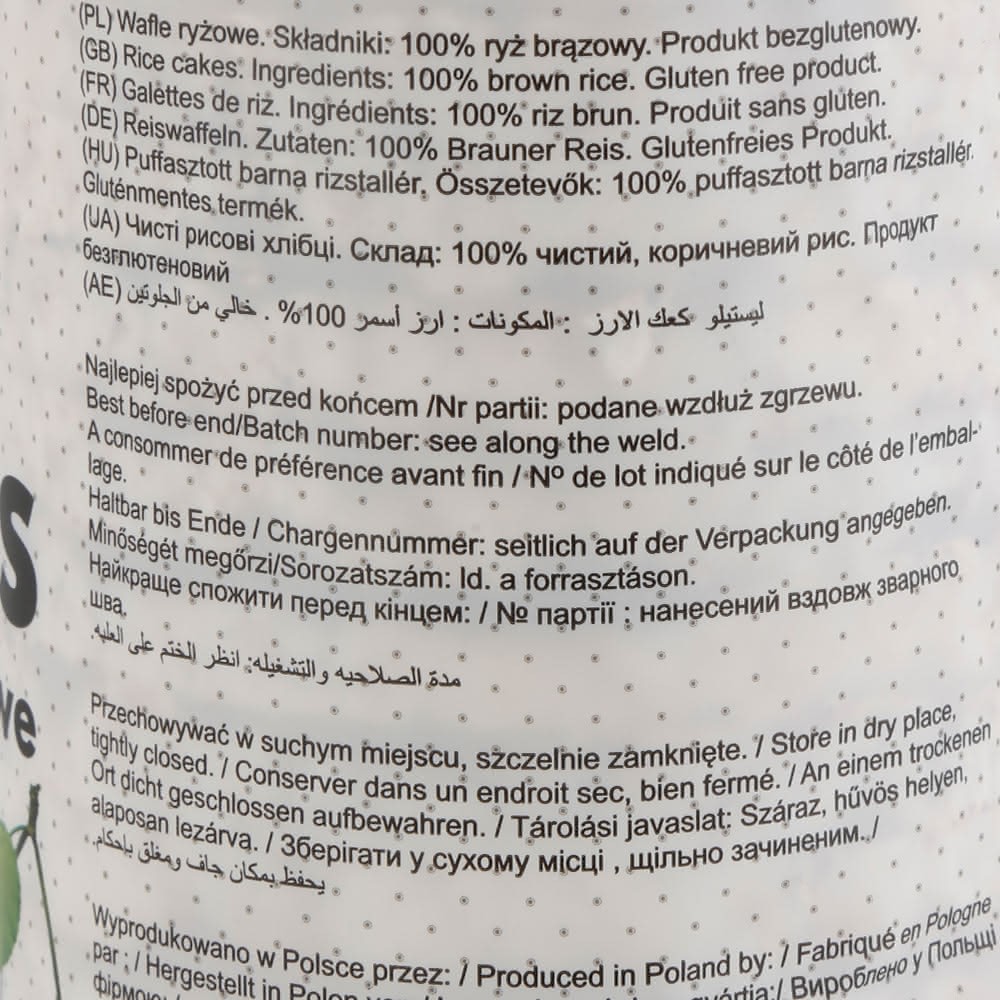 (PL) Wafle ryżowe. Składniki: 100% ryż brązowy. Produkt bezglutenowy.
(GB) Rice cakes. Ingredients: 100% brown rice. Gluten free product.
(FR) Galettes de riz. Ingrédients: 100% riz brun. Produit sans gluten.
(DE) Reiswaffeln. Zutaten: 100% Brauner Reis. Glutenfreies Produkt.
(HU) Puffasztott barna rizstallér. Összetevők: 100% puffasztott barna rizstallér.
Gluténmentes termék.
(UA) Чисті рисові хлібці. Склад: 100% чистий, коричневий рис. Продукт
безглютеновий
(AE) ليستيلو كعك الارز : المكونات : ارز أسمر 100% . خالي من الجلوتين
Najlepiej spożyć przed końcem /Nr partii: podane wzdłuż zgrzewu.
Best before end/Batch number: see along the weld.
A consommer de préférence avant fin / Nº de lot indiqué sur le côté de l'embal-
lage.
Haltbar bis Ende / Chargennummer: seitlich auf der Verpackung angegeben.
Minőségét megőrzi/Sorozatszám: ld. a forrasztáson.
Найкраще спожити перед кінцем: / № партії : нанесений вздовж зварного
шва.
مدة الصلاحيه و التشغيله: انظر الختم على العلبه.
Przechowywać w suchym miejscu, szczelnie zamknięte. / Store in dry place,
tightly closed. / Conserver dans un endroit sec, bien fermé. / An einem trockenen
Ort dicht geschlossen aufbewahren. / Tárolási javaslat: Száraz, hűvös helyen,
alaposan lezárva. / Зберігати у сухому місці , щільно зачиненим. /
يحفظ بمكان جاف ومغلق بإحكام.
Wyprodukowano w Polsce przez: / Produced in Poland by: / Fabriqué en Pologne
par : / Hergestellt in Polen / Вироблено у Польщі
фірмою